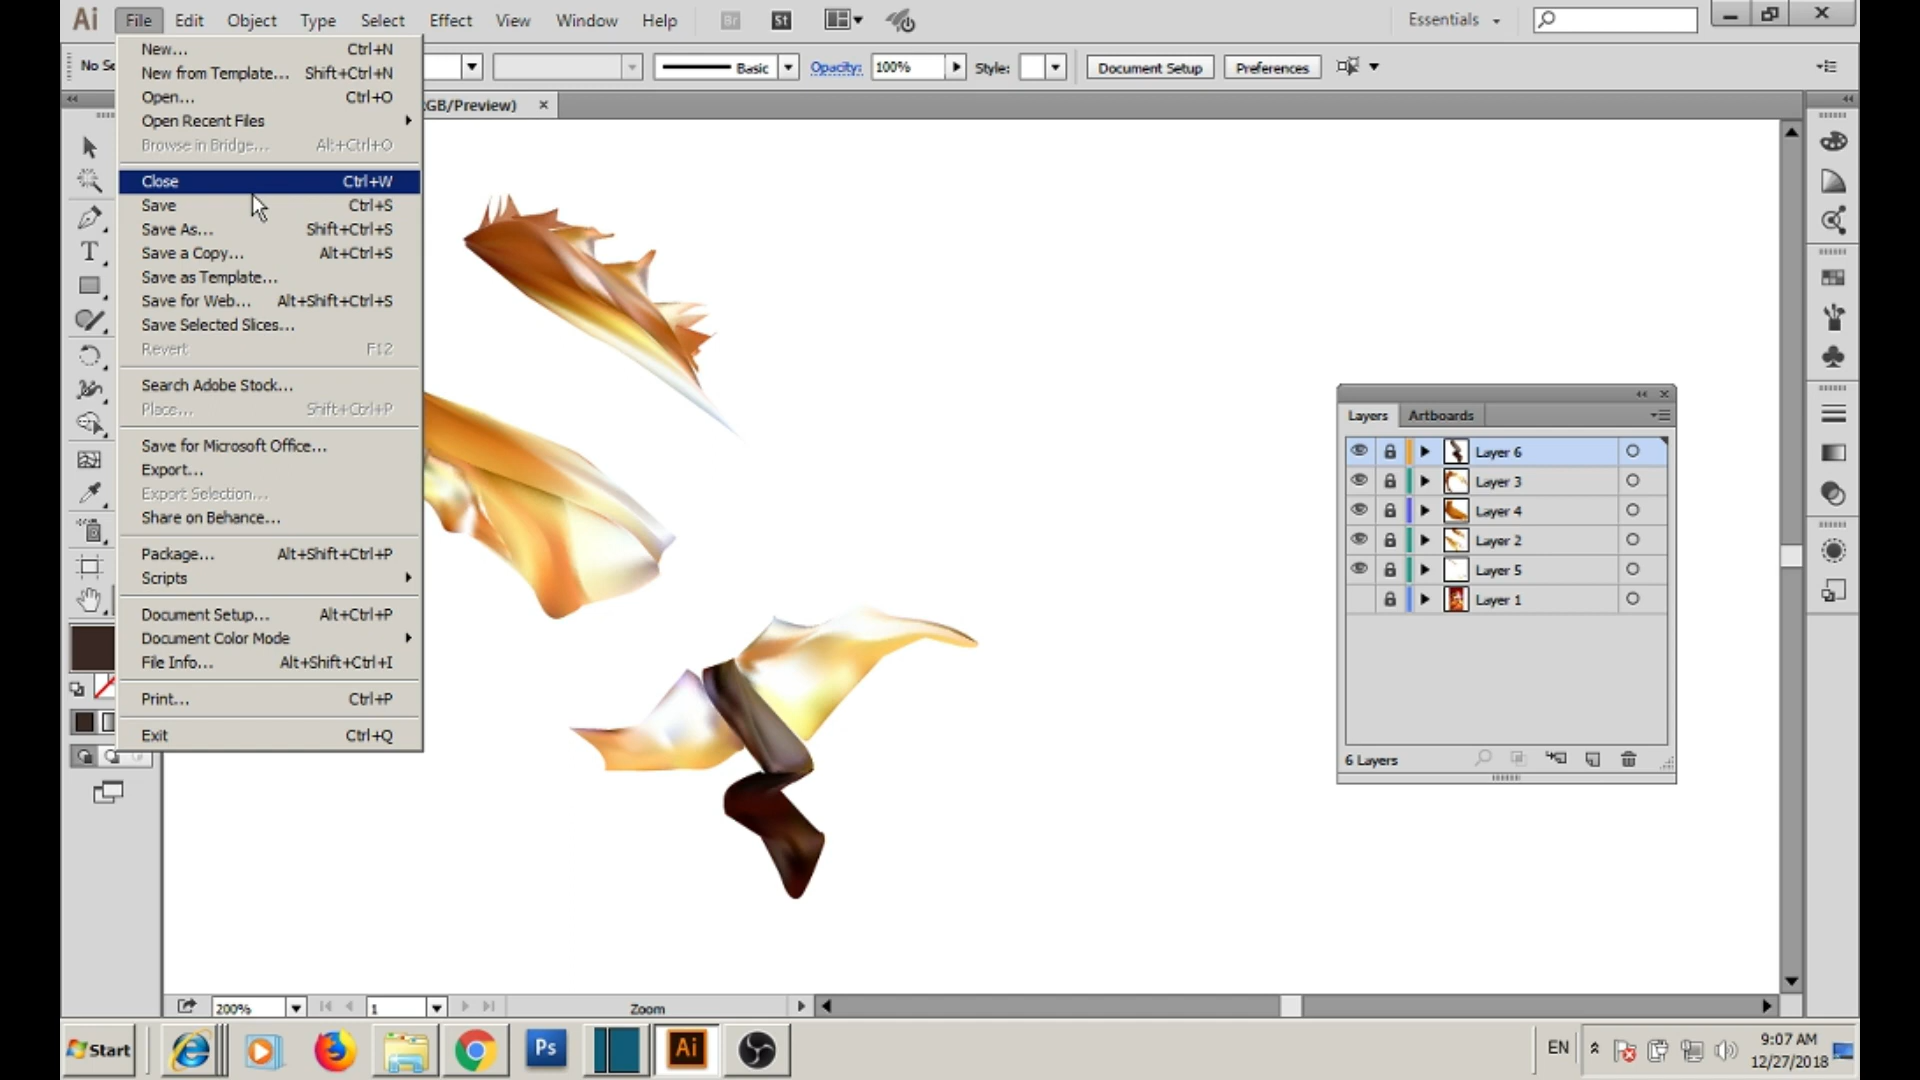 Ai File Edit Object Type Select Effect View Window Help Br St Essentials
No Se Basic Opacity: 100% Style: Document Setup Preferences
GB/Preview) ×
New... Ctrl+N
New from Template... Shift+Ctrl+N
Open... Ctrl+O
Open Recent Files
Browse in Bridge... Alt+Ctrl+O
Close Ctrl+W
Save Ctrl+S
Save As... Shift+Ctrl+S
Save a Copy... Alt+Ctrl+S
Save as Template...
Save for Web... Alt+Shift+Ctrl+S
Save Selected Slices...
Revert F12
Search Adobe Stock...
Place... Shift+Ctrl+P
Save for Microsoft Office...
Export...
Export Selection...
Share on Behance...
Package... Alt+Shift+Ctrl+P
Scripts
Document Setup... Alt+Ctrl+P
Document Color Mode
File Info... Alt+Shift+Ctrl+I
Print... Ctrl+P
Exit Ctrl+Q
T
Layers Artboards
Layer 6
Layer 3
Layer 4
Layer 2
Layer 5
Layer 1
6 Layers
200% 1 Zoom
Start Ps Ai EN 9:07 AM
12/27/2018